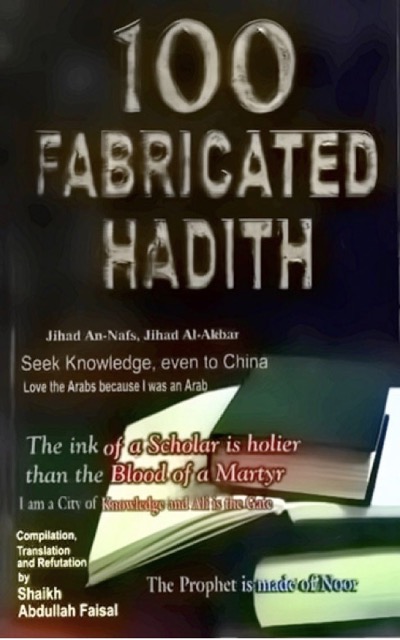 100
FABRICATED
HADITH
Jihad An-Nafs, Jihad Al-Akbar
Seek Knowledge, even to China
Love the Arabs because I was an Arab
The ink of a Scholar is holier
than the Blood of a Martyr
I am a City of Knowledge and Ali is the Gate
Compilation,
Translation
and Refutation
by
Shaikh
Abdullah Faisal
The Prophet is made of Noor